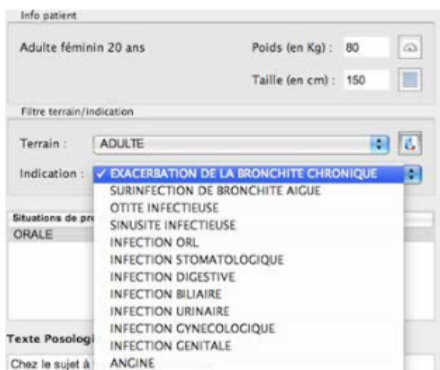 Info patient
Adulte féminin 20 ans Poids (en Kg) : 80
Taille (en cm) : 150
Filtre terrain/indication
Terrain : ADULTE
Indication : ✓ EXACERBATION DE LA BRONCHITE CHRONIQUE
SURINFECTION DE BRONCHITE AIGUE
OTITE INFECTIEUSE
SINUSITE INFECTIEUSE
Situations de pr
INFECTION ORL
ORALE
INFECTION STOMATOLOGIQUE
INFECTION DIGESTIVE
INFECTION BILIAIRE
INFECTION URINAIRE
INFECTION GYNECOLOGIQUE
Texte Posologi
INFECTION GENITALE
Chez le sujet à
ANGINE